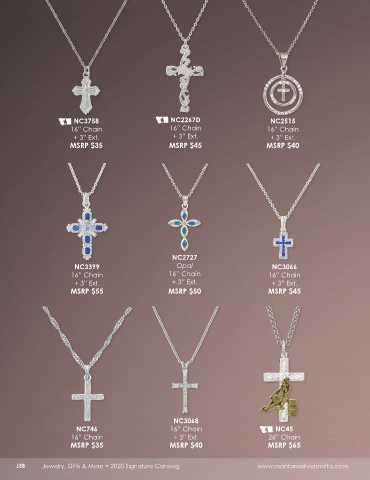 NC3758
16" Chain
+ 3" Ext.
MSRP $35
NC2267D
16" Chain
+ 3" Ext.
MSRP $45
NC2515
16" Chain
+ 3" Ext.
MSRP $40
NC3399
16" Chain
+ 3" Ext.
MSRP $55
NC2727
Opal
16" Chain
+ 3" Ext.
MSRP $50
NC3066
16" Chain
+ 3" Ext.
MSRP $45
NC746
16" Chain
MSRP $35
NC3068
16" Chain
+ 3" Ext.
MSRP $40
NC45
26" Chain
MSRP $65
J38 Jewelry, Gifts & More • 2020 Signature Catalog www.montanasilversmiths.com